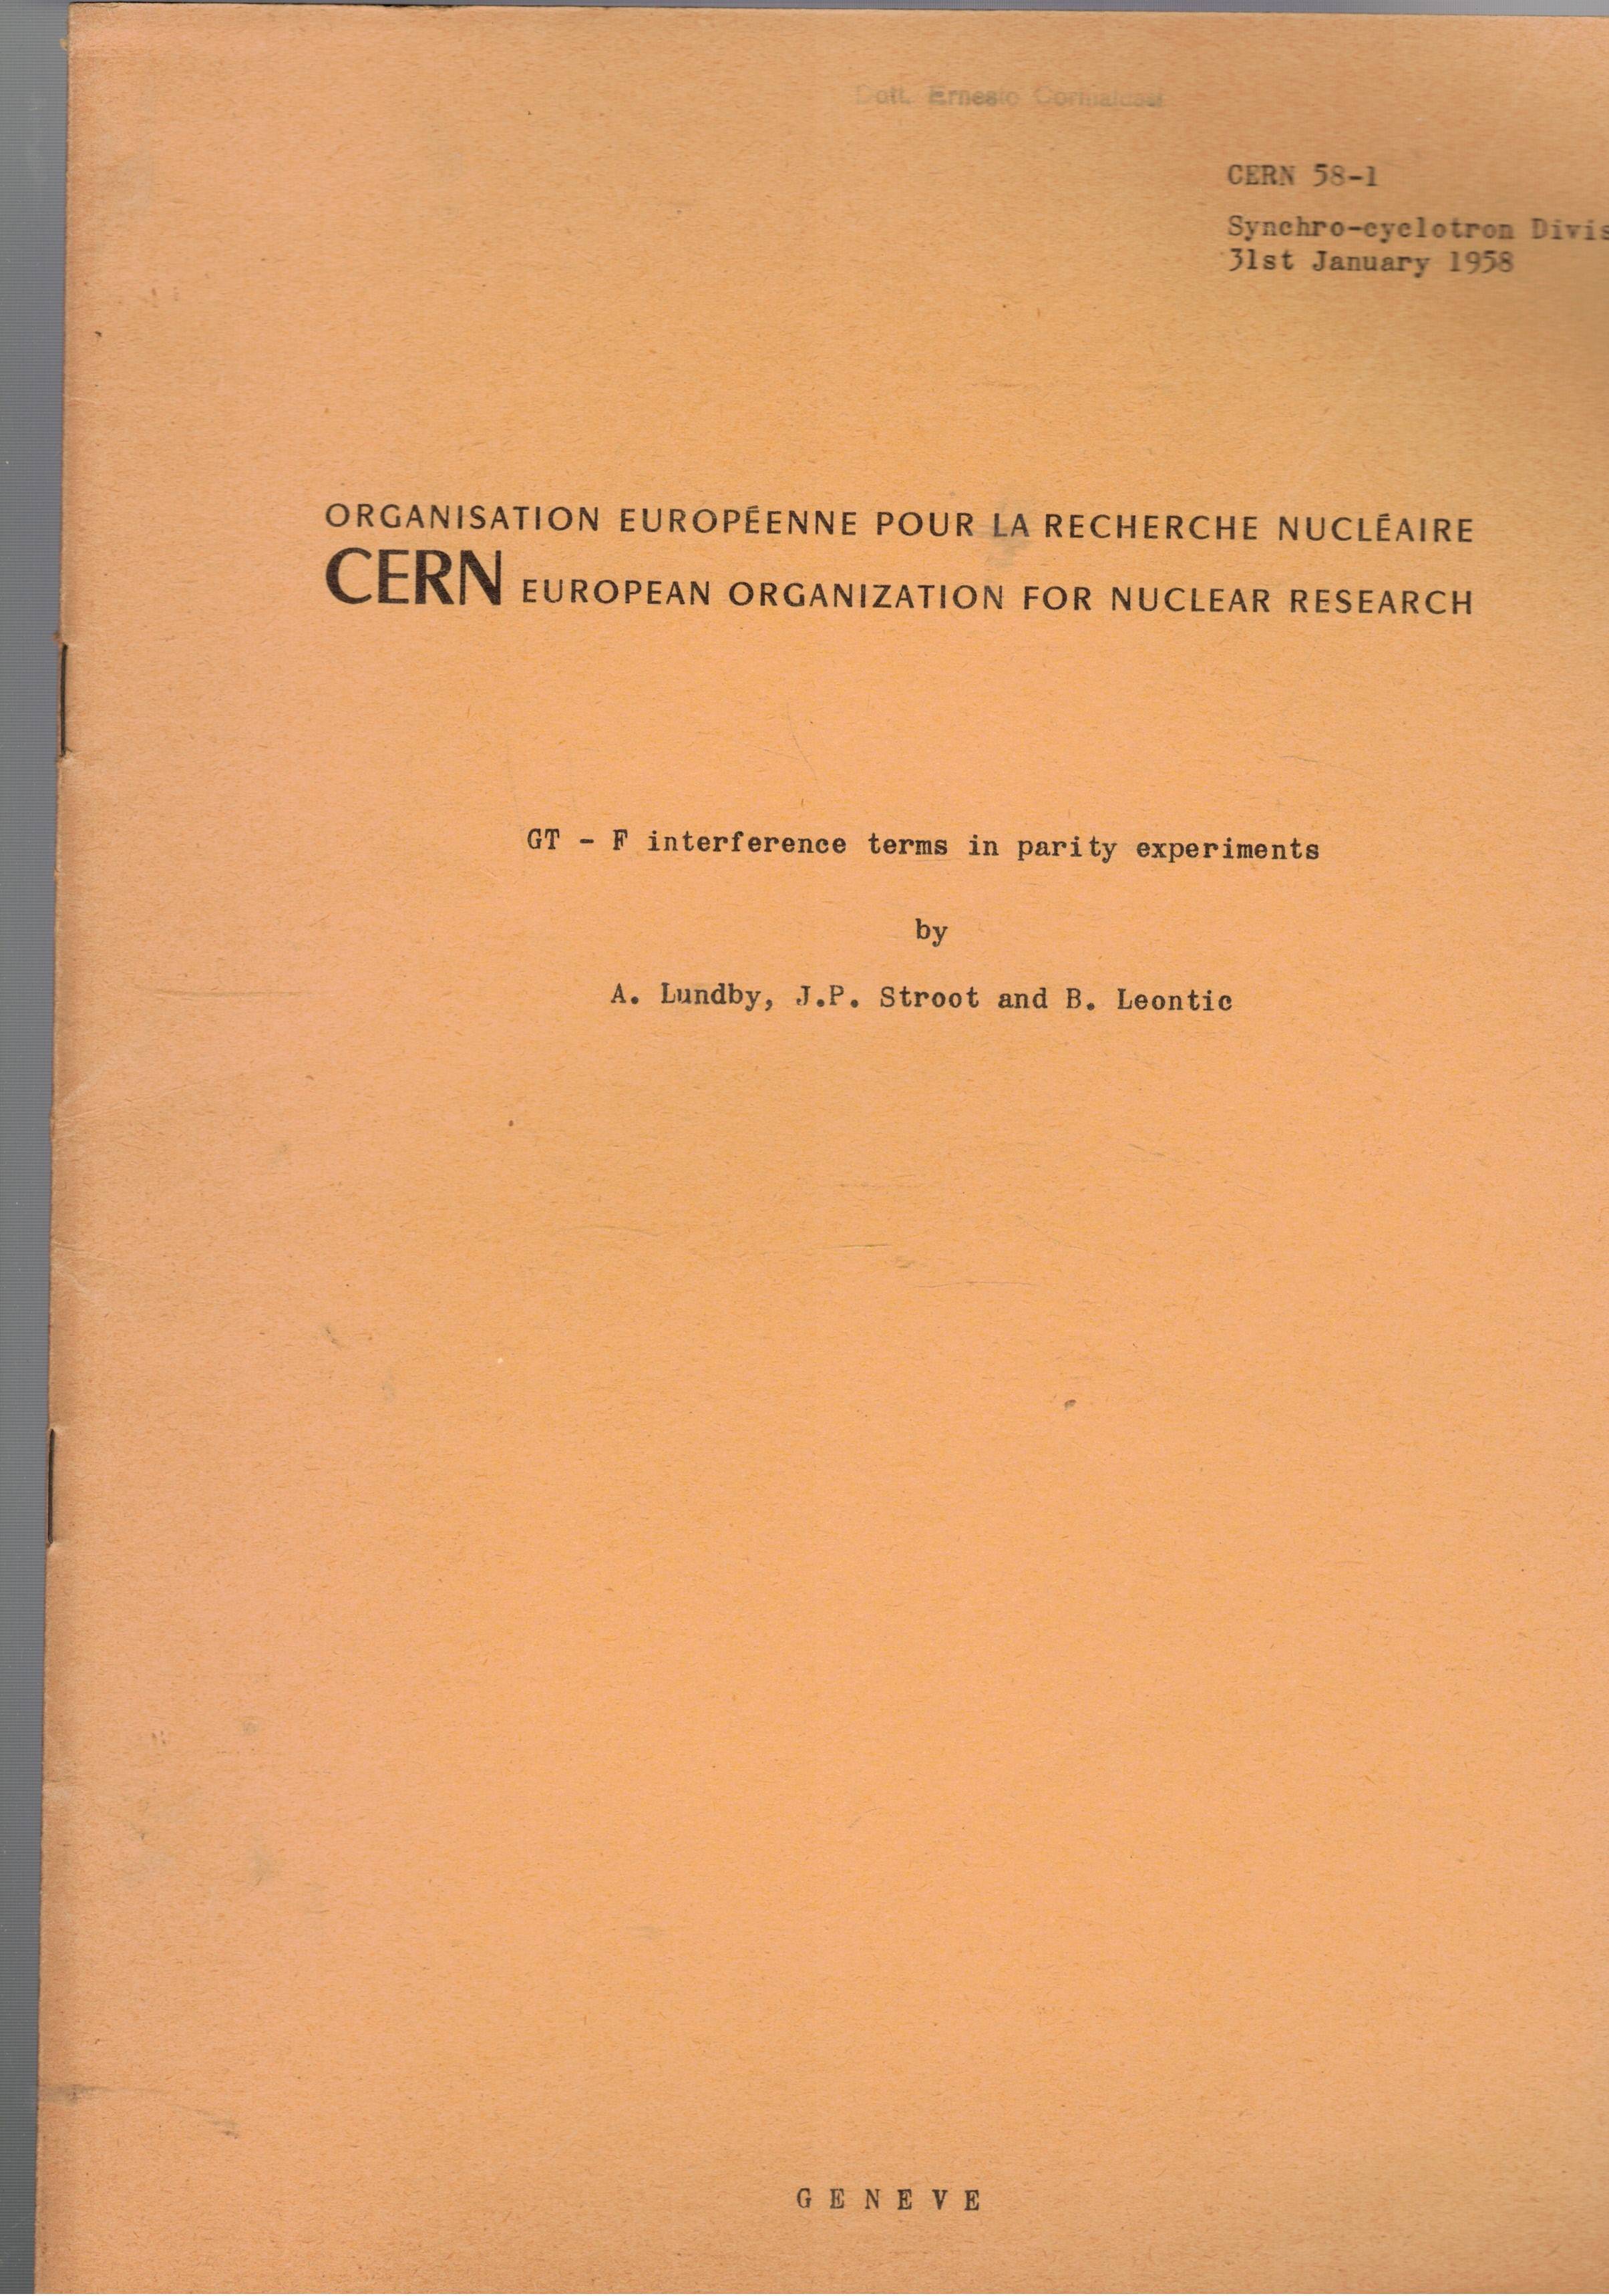 Dott. Ernesto
CERN 58-1
Synchro-cyclotron Divis
31st January 1958
ORGANISATION EUROPÉENNE POUR LA RECHERCHE NUCLÉAIRE
CERN EUROPEAN ORGANIZATION FOR NUCLEAR RESEARCH
GT - F interference terms in parity experiments
by
A. Lundby, J.P. Stroot and B. Leontic
GENEVE